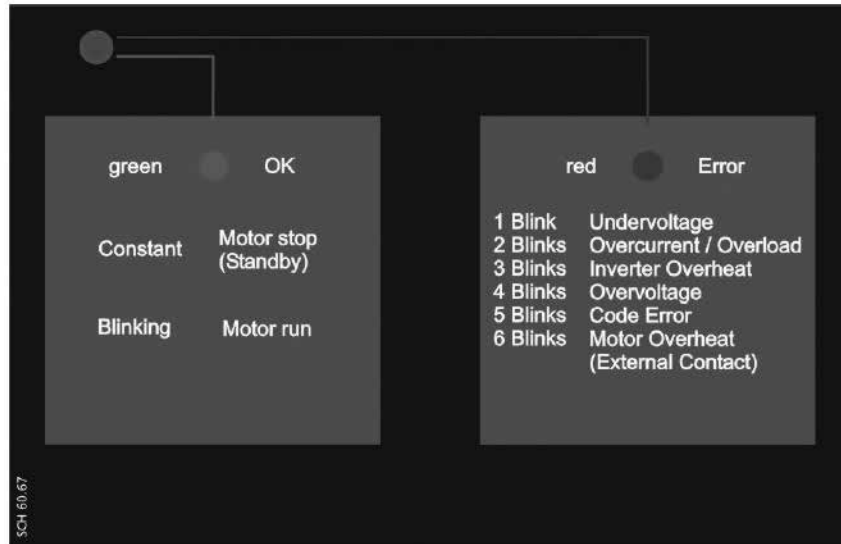 green OK
Constant Motor stop
(Standby)
Blinking Motor run
red Error
1 Blink Undervoltage
2 Blinks Overcurrent / Overload
3 Blinks Inverter Overheat
4 Blinks Overvoltage
5 Blinks Code Error
6 Blinks Motor Overheat
(External Contact)
SCH 60.67